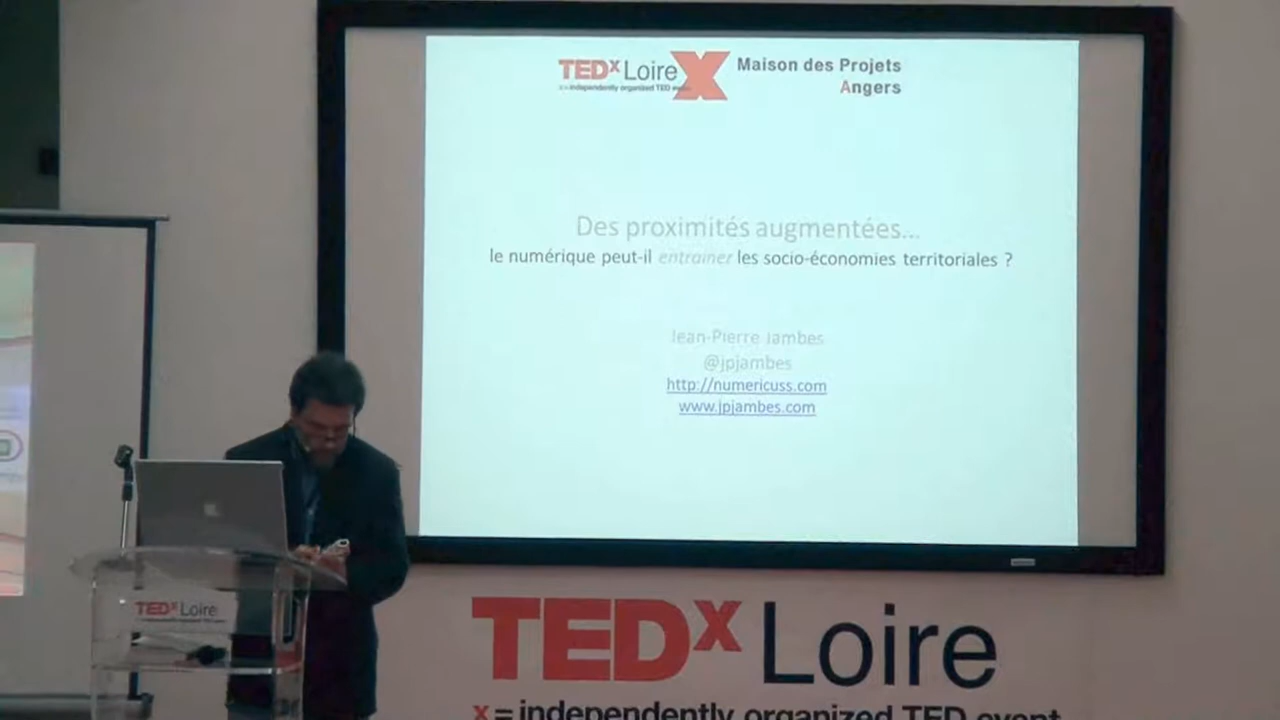 TEDx Loire
x = independently organized TED event
X
Maison des Projets
Angers
Des proximités augmentées...
le numérique peut-il entrainer les socio-économies territoriales ?
Jean-Pierre Jambes
@jpjambes
http://numericuss.com
www.jpjambes.com
TEDx Loire
TEDx Loire
x = independently organized TED event